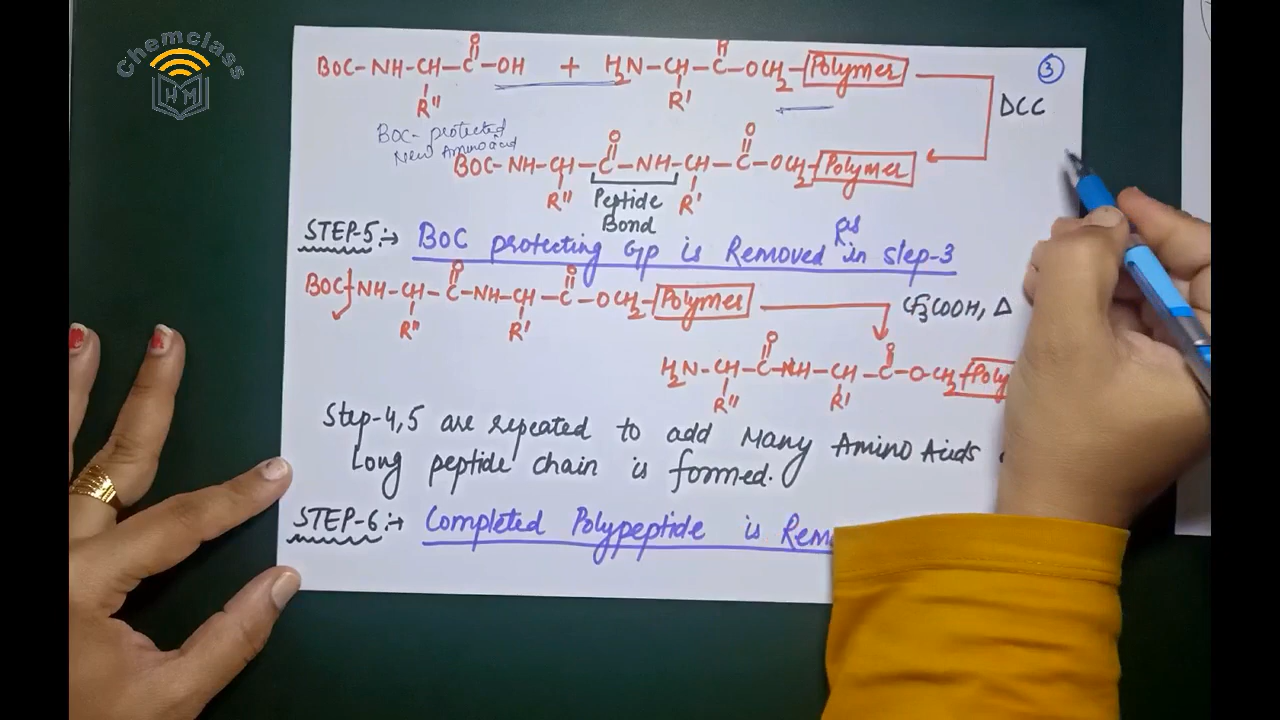 Chemclass
HM
3
BOC-NH-CH-C-OH + H2N-CH-C-OCH2-Polymer
O O
R" R'
DCC
BOC-protected
New Amino acid
O O
BOC-NH-CH-C-NH-CH-C-OCH2-Polymer
R" R'
Peptide
Bond
STEP-5:→ BOC protecting Gp is Removed as in step-3
O O
BOC-NH-CH-C-NH-CH-C-OCH2-Polymer
R" R'
CF3COOH, Δ
O O
H2N-CH-C-NH-CH-C-O-CH2-Poly
R" R'
Step-4,5 are repeated to add Many Amino Acids
Long peptide chain is formed.
STEP-6:→ Completed Polypeptide is Rem